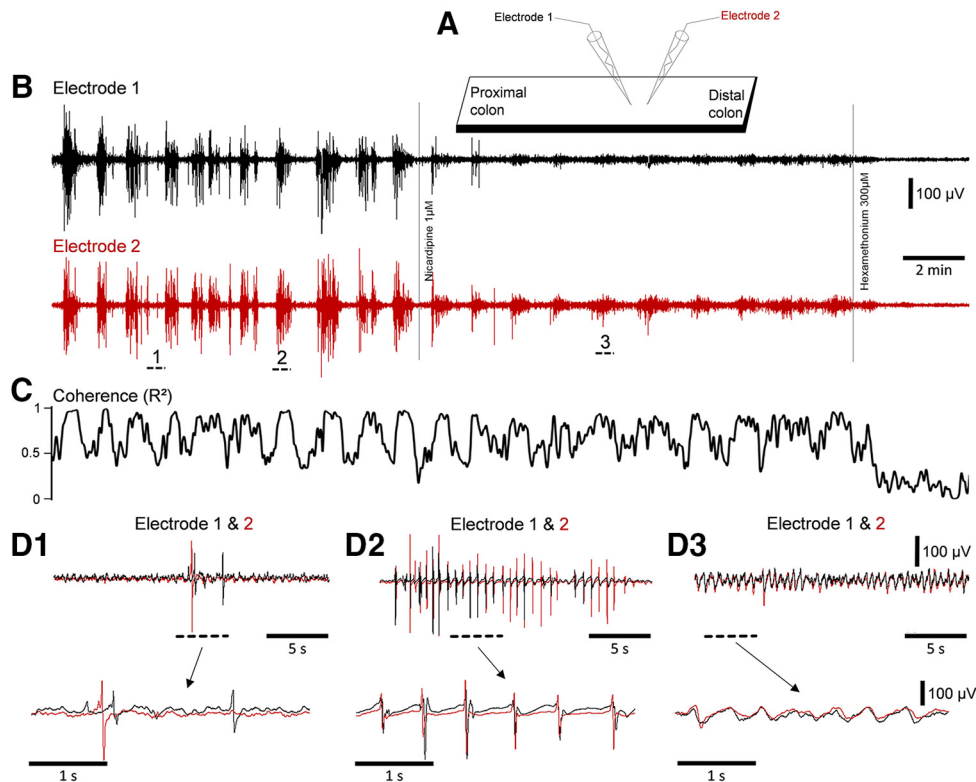 A
Electrode 1
Electrode 2
Proximal
colon
Distal
colon
B
Electrode 1
Nicardipine 1µM
Hexamethonium 300µM
100 µV
2 min
Electrode 2
1
2
3
C
Coherence (R²)
1
0.5
0
D1
Electrode 1 & 2
5 s
1 s
D2
Electrode 1 & 2
5 s
1 s
D3
Electrode 1 & 2
100 µV
5 s
100 µV
1 s